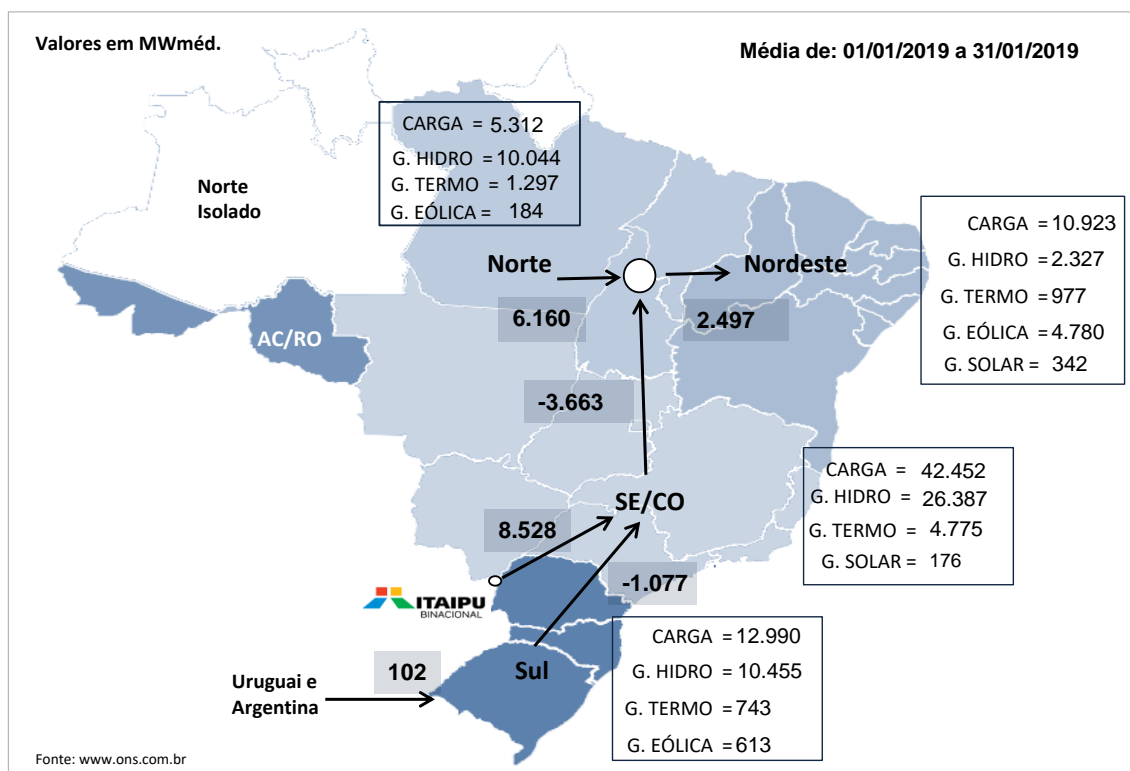 Valores em MWméd.
Média de: 01/01/2019 a 31/01/2019
CARGA = 5.312
G. HIDRO = 10.044
G. TERMO = 1.297
G. EÓLICA = 184
Norte
Isolado
CARGA = 10.923
G. HIDRO = 2.327
G. TERMO = 977
G. EÓLICA = 4.780
G. SOLAR = 342
Norte
Nordeste
6.160
2.497
AC/RO
-3.663
CARGA = 42.452
G. HIDRO = 26.387
G. TERMO = 4.775
G. SOLAR = 176
SE/CO
8.528
-1.077
ITAIPU
BINACIONAL
CARGA = 12.990
G. HIDRO = 10.455
G. TERMO = 743
G. EÓLICA = 613
102
Sul
Uruguai e
Argentina
Fonte: www.ons.com.br